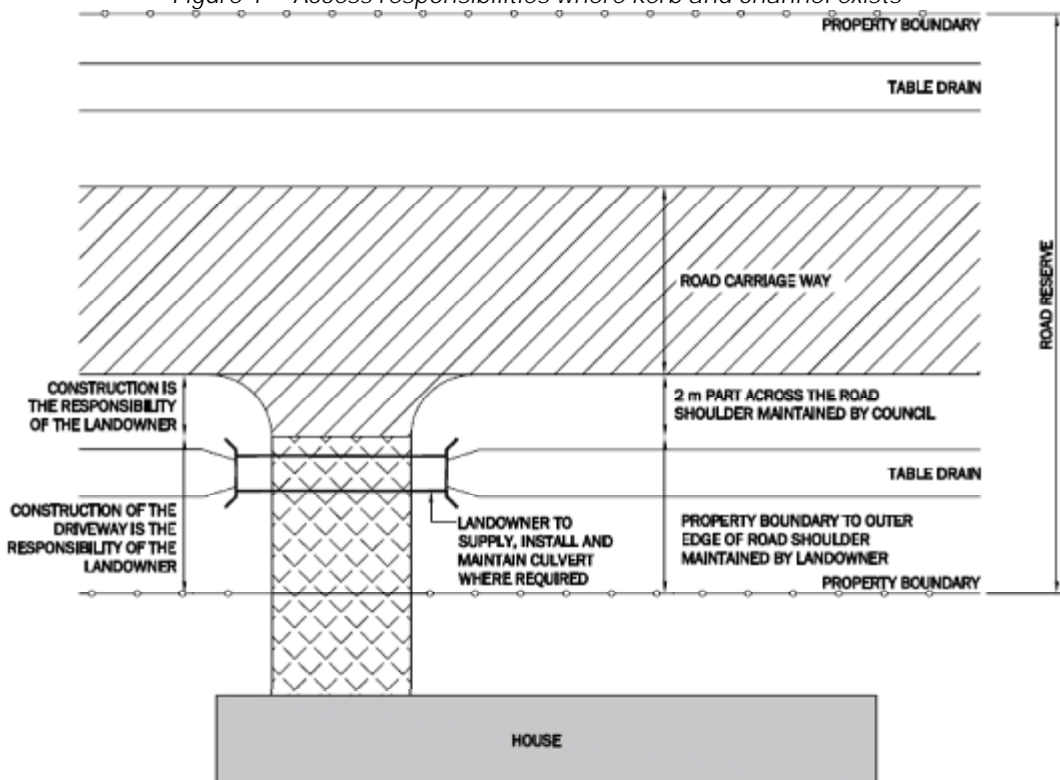 Figure 1 – Access responsibilities where kerb and channel exists
PROPERTY BOUNDARY
TABLE DRAIN
ROAD CARRIAGE WAY
ROAD RESERVE
CONSTRUCTION IS
THE RESPONSIBILITY
OF THE LANDOWNER
2 m PART ACROSS THE ROAD
SHOULDER MAINTAINED BY COUNCIL
TABLE DRAIN
CONSTRUCTION OF THE
DRIVEWAY IS THE
RESPONSIBILITY OF THE
LANDOWNER
LANDOWNER TO
SUPPLY, INSTALL AND
MAINTAIN CULVERT
WHERE REQUIRED
PROPERTY BOUNDARY TO OUTER
EDGE OF ROAD SHOULDER
MAINTAINED BY LANDOWNER
PROPERTY BOUNDARY
HOUSE